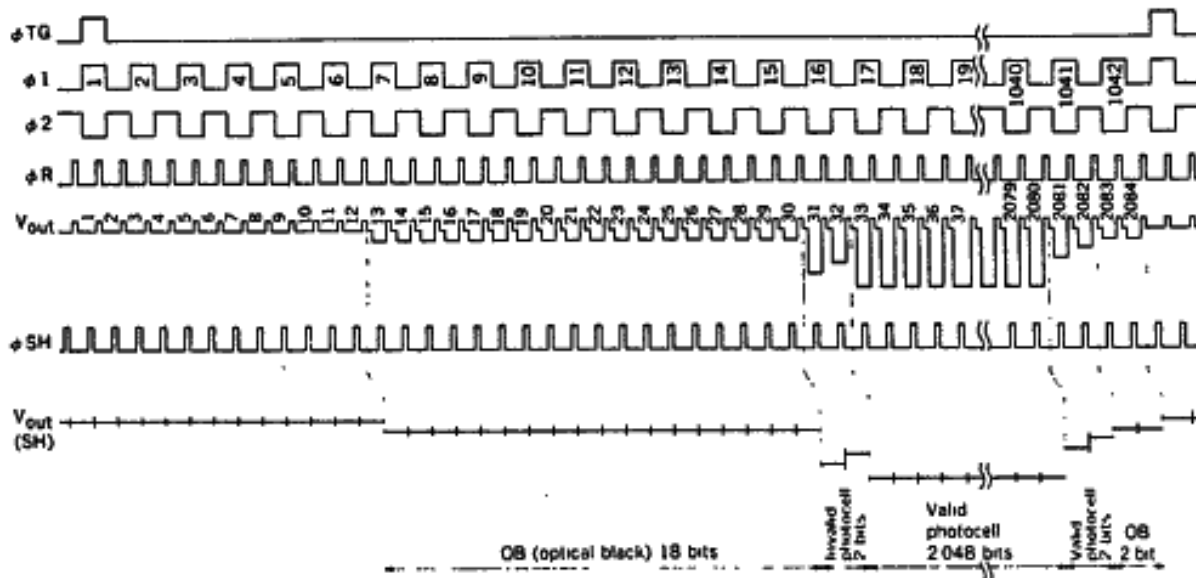 φTG
φ1 1 2 3 4 5 6 7 8 9 10 11 12 13 14 15 16 17 18 19 1040 1041 1042
φ2
φR
Vout 1 2 3 4 5 6 7 8 9 10 11 12 13 14 15 16 17 18 19 20 21 22 23 24 25 26 27 28 29 30 31 32 33 34 35 36 37 2079 2080 2081 2082 2083 2084
φSH
Vout
(SH)
OB (optical black) 18 bits
Invalid
photocell
2 bits
Valid
photocell
2048 bits
Valid
photocell
2 bits
OB
2 bit